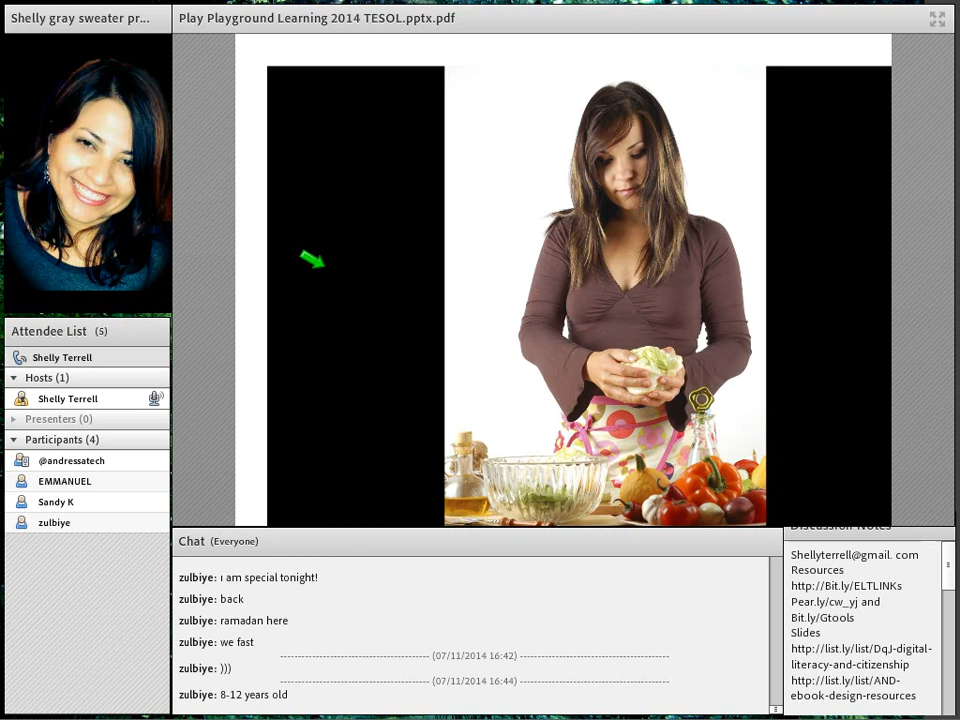 Shelly gray sweater pr...
Play Playground Learning 2014 TESOL.pptx.pdf
Attendee List (5)
Shelly Terrell
Hosts (1)
Shelly Terrell
Presenters (0)
Participants (4)
@andressatech
EMMANUEL
Sandy K
zulbiye
Chat (Everyone)
zulbiye: ı am special tonight!
zulbiye: back
zulbiye: ramadan here
zulbiye: we fast
(07/11/2014 16:42)
zulbiye: )))
(07/11/2014 16:44)
zulbiye: 8-12 years old
Discussion Notes
Shellyterrell@gmail. com
Resources
http://Bit.ly/ELTLINKs
Pear.ly/cw_yj and
Bit.ly/Gtools
Slides
http://list.ly/list/DqJ-digital-
literacy-and-citizenship
http://list.ly/list/AND-
ebook-design-resources